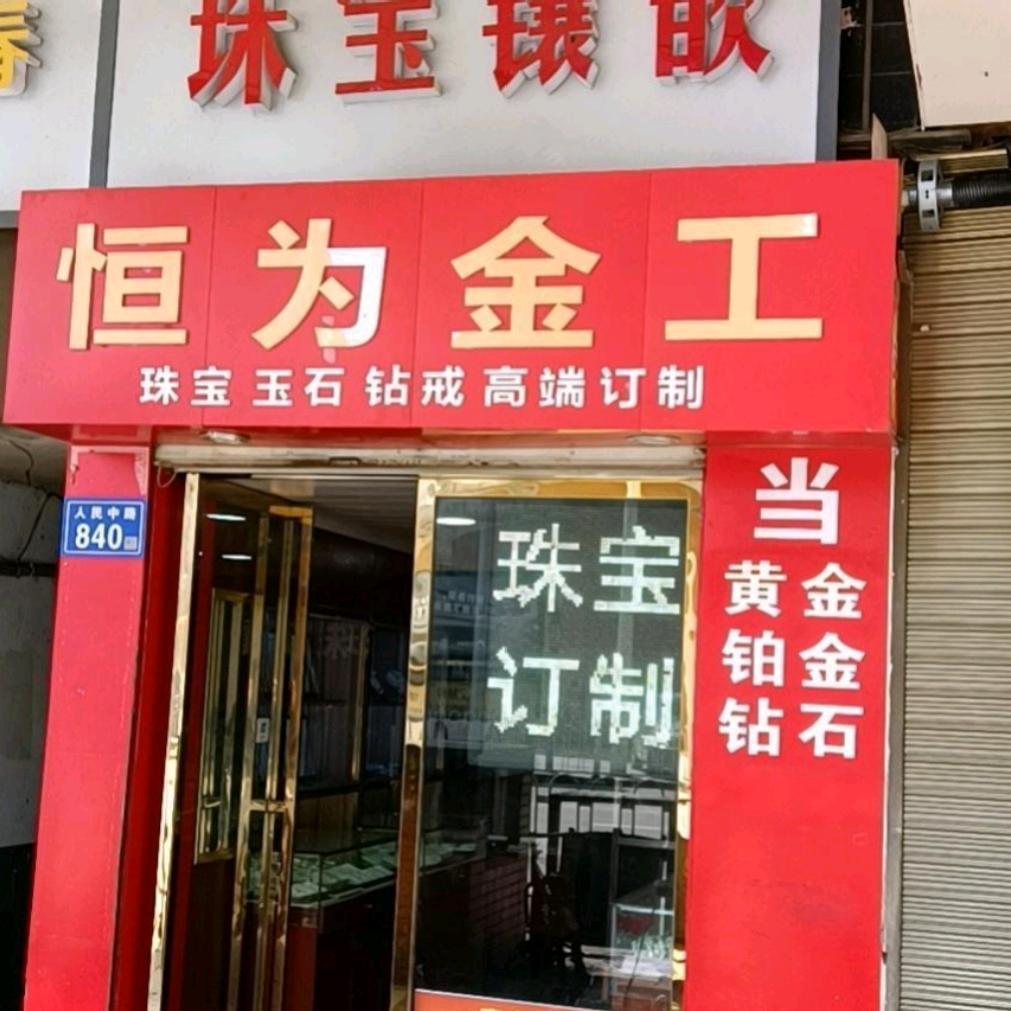 珠宝镶嵌
恒为金工
珠宝 玉石 钻戒 高端订制
人民中路
840
珠宝
订制
当
黄金
铂金
钻石